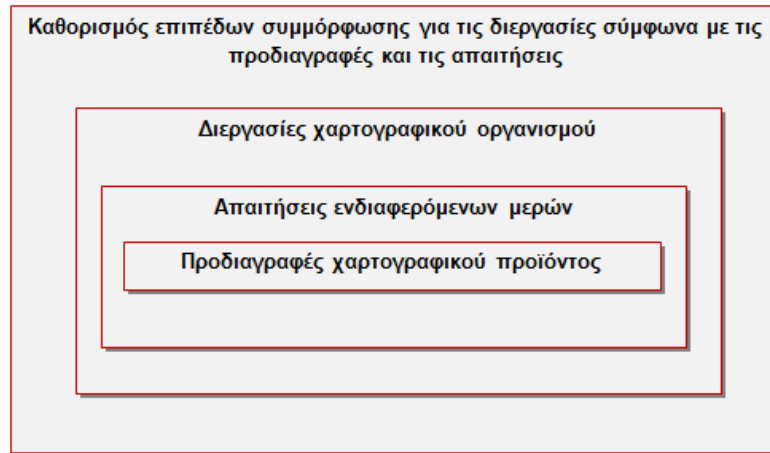 Καθορισμός επιπέδων συμμόρφωσης για τις διεργασίες σύμφωνα με τις
προδιαγραφές και τις απαιτήσεις
Διεργασίες χαρτογραφικού οργανισμού
Απαιτήσεις ενδιαφερόμενων μερών
Προδιαγραφές χαρτογραφικού προϊόντος